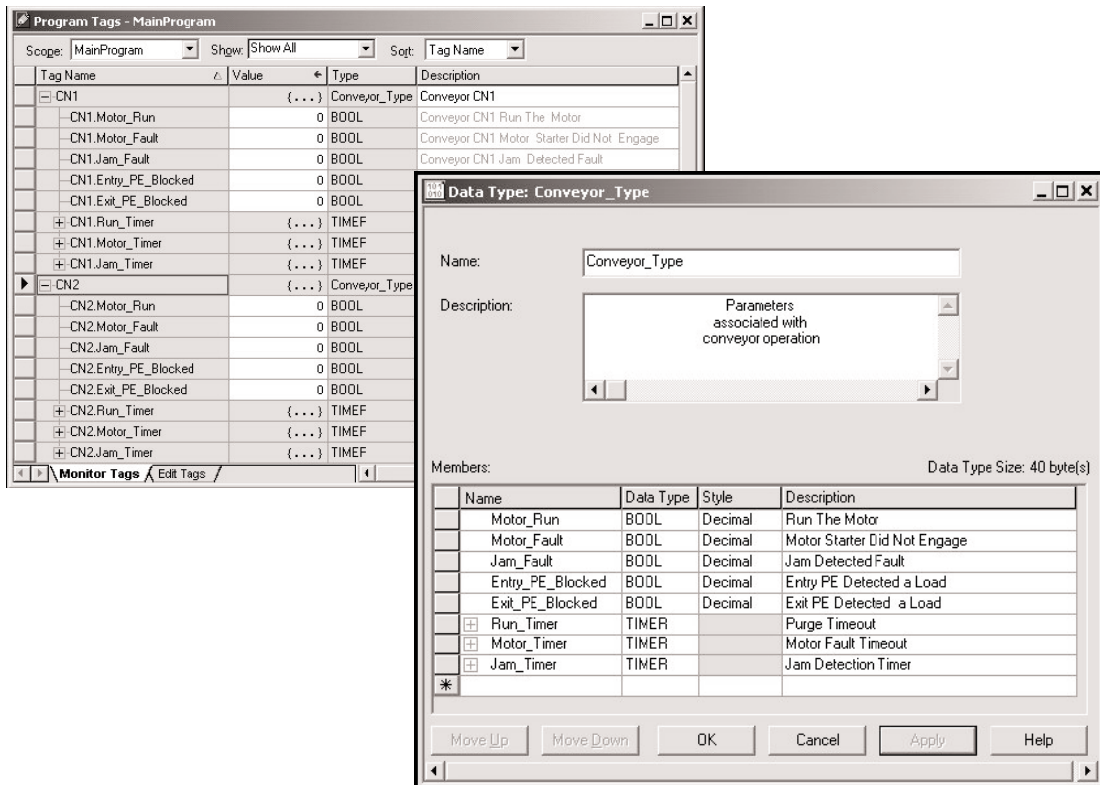 Program Tags - MainProgram
Scope: MainProgram Show: Show All Sort: Tag Name
Tag Name Value Type Description
CN1 {...} Conveyor_Type Conveyor CN1
CN1.Motor_Run 0 BOOL Conveyor CN1 Run The Motor
CN1.Motor_Fault 0 BOOL Conveyor CN1 Motor Starter Did Not Engage
CN1.Jam_Fault 0 BOOL Conveyor CN1 Jam Detected Fault
CN1.Entry_PE_Blocked 0 BOOL
CN1.Exit_PE_Blocked 0 BOOL
CN1.Run_Timer {...} TIMEF
CN1.Motor_Timer {...} TIMEF
CN1.Jam_Timer {...} TIMEF
CN2 {...} Conveyor_Type
CN2.Motor_Run 0 BOOL
CN2.Motor_Fault 0 BOOL
CN2.Jam_Fault 0 BOOL
CN2.Entry_PE_Blocked 0 BOOL
CN2.Exit_PE_Blocked 0 BOOL
CN2.Run_Timer {...} TIMEF
CN2.Motor_Timer {...} TIMEF
CN2.Jam_Timer {...} TIMEF
Monitor Tags Edit Tags
Data Type: Conveyor_Type
Name: Conveyor_Type
Description: Parameters
associated with
conveyor operation
Members: Data Type Size: 40 byte(s)
Name Data Type Style Description
Motor_Run BOOL Decimal Run The Motor
Motor_Fault BOOL Decimal Motor Starter Did Not Engage
Jam_Fault BOOL Decimal Jam Detected Fault
Entry_PE_Blocked BOOL Decimal Entry PE Detected a Load
Exit_PE_Blocked BOOL Decimal Exit PE Detected a Load
Run_Timer TIMER Purge Timeout
Motor_Timer TIMER Motor Fault Timeout
Jam_Timer TIMER Jam Detection Timer
Move Up Move Down OK Cancel Apply Help